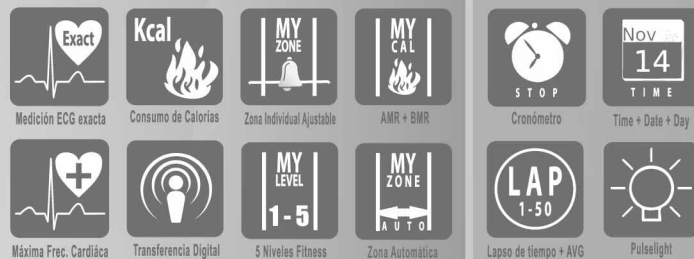 Exact
Medición ECG exacta
Kcal
Consumo de Calorías
MY
ZONE
Zona Individual Ajustable
MY
CAL
AMR + BMR
STOP
Cronómetro
Nov
14
TIME
Time + Date + Day
Máxima Frec. Cardiáca
Transferencia Digital
MY
LEVEL
1-5
5 Niveles Fitness
MY
ZONE
AUTO
Zona Automática
LAP
1-50
Lapso de tiempo + AVG
Pulselight